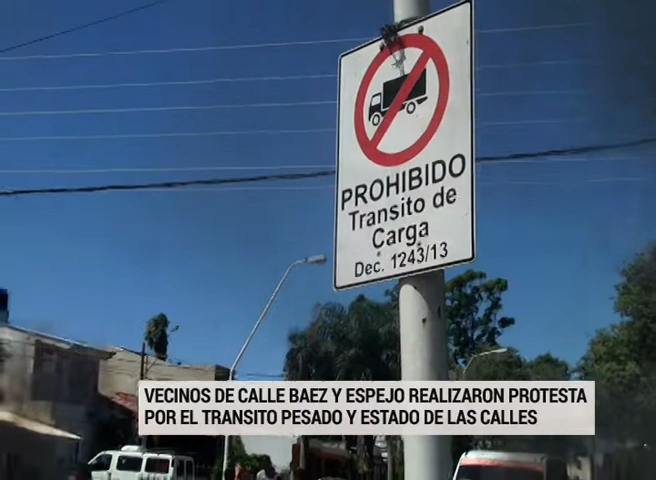 PROHIBIDO
Transito de
Carga
Dec. 1243/13
VECINOS DE CALLE BAEZ Y ESPEJO REALIZARON PROTESTA
POR EL TRANSITO PESADO Y ESTADO DE LAS CALLES